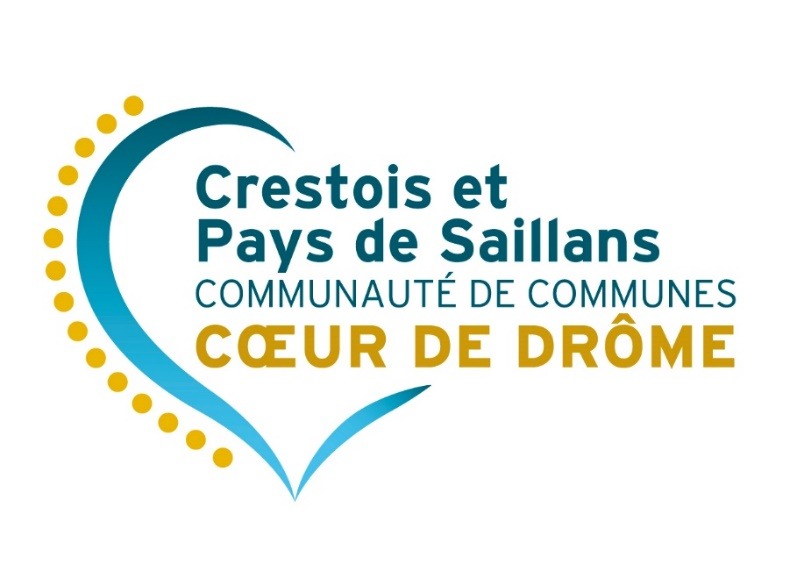 Crestois et
Pays de Saillans
COMMUNAUTÉ DE COMMUNES
CŒUR DE DRÔME